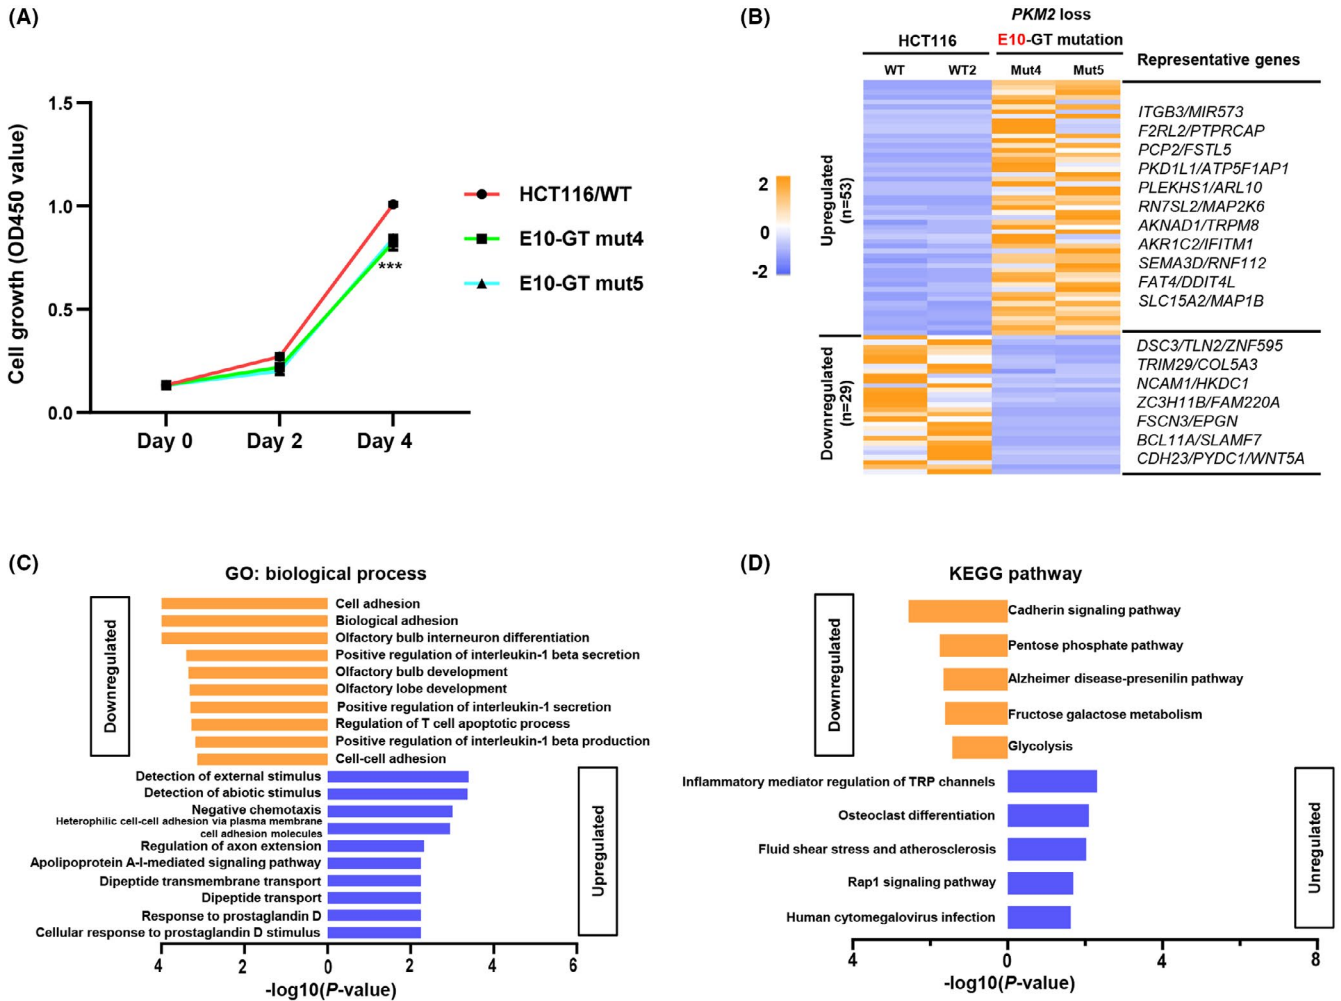 (A)
Cell growth (OD450 value)
1.5
1.0
0.5
0.0
Day 0
Day 2
Day 4
***
HCT116/WT
E10-GT mut4
E10-GT mut5
(B)
PKM2 loss
HCT116
E10-GT mutation
Representative genes
WT
WT2
Mut4
Mut5
2
0
-2
Upregulated
(n=53)
Downregulated
(n=29)
ITGB3/MIR573
F2RL2/PTPRCAP
PCP2/FSTL5
PKD1L1/ATP5F1AP1
PLEKHS1/ARL10
RN7SL2/MAP2K6
AKNAD1/TRPM8
AKR1C2/IFITM1
SEMA3D/RNF112
FAT4/DDIT4L
SLC15A2/MAP1B
DSC3/TLN2/ZNF595
TRIM29/COL5A3
NCAM1/HKDC1
ZC3H11B/FAM220A
FSCN3/EPGN
BCL11A/SLAMF7
CDH23/PYDC1/WNT5A
(C)
GO: biological process
Downregulated
Cell adhesion
Biological adhesion
Olfactory bulb interneuron differentiation
Positive regulation of interleukin-1 beta secretion
Olfactory bulb development
Olfactory lobe development
Positive regulation of interleukin-1 secretion
Regulation of T cell apoptotic process
Positive regulation of interleukin-1 beta production
Cell-cell adhesion
Detection of external stimulus
Detection of abiotic stimulus
Negative chemotaxis
Heterophilic cell-cell adhesion via plasma membrane
cell adhesion molecules
Regulation of axon extension
Apolipoprotein A-I-mediated signaling pathway
Dipeptide transmembrane transport
Dipeptide transport
Response to prostaglandin D
Cellular response to prostaglandin D stimulus
Upregulated
4
2
0
2
4
6
-log10(P-value)
(D)
KEGG pathway
Downregulated
Cadherin signaling pathway
Pentose phosphate pathway
Alzheimer disease-presenilin pathway
Fructose galactose metabolism
Glycolysis
Inflammatory mediator regulation of TRP channels
Osteoclast differentiation
Fluid shear stress and atherosclerosis
Rap1 signaling pathway
Human cytomegalovirus infection
Unregulated
4
0
4
8
-log10(P-value)